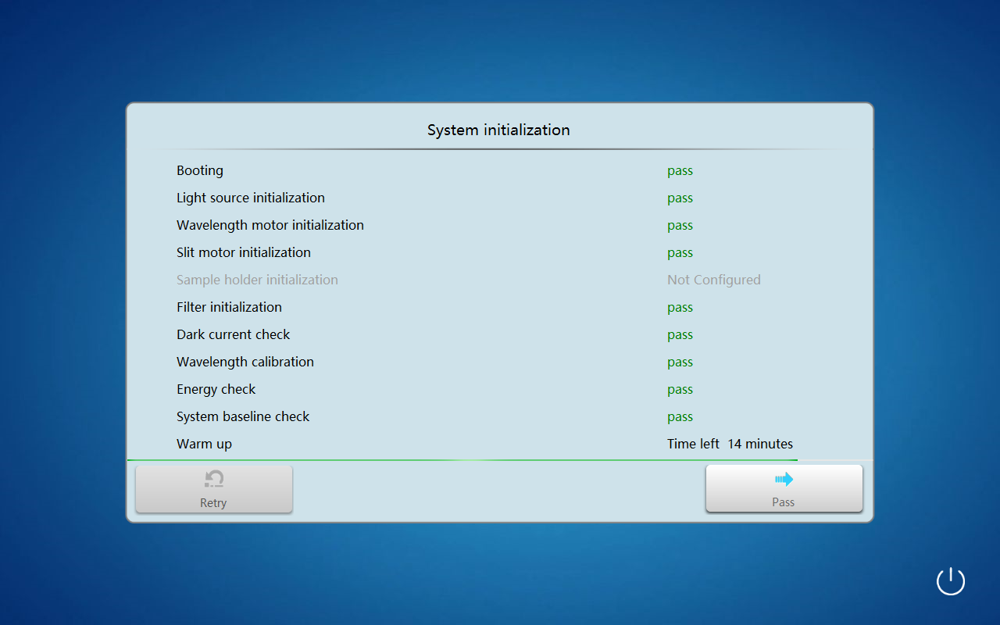 System initialization
Booting pass
Light source initialization pass
Wavelength motor initialization pass
Slit motor initialization pass
Sample holder initialization Not Configured
Filter initialization pass
Dark current check pass
Wavelength calibration pass
Energy check pass
System baseline check pass
Warm up Time left 14 minutes
Retry Pass